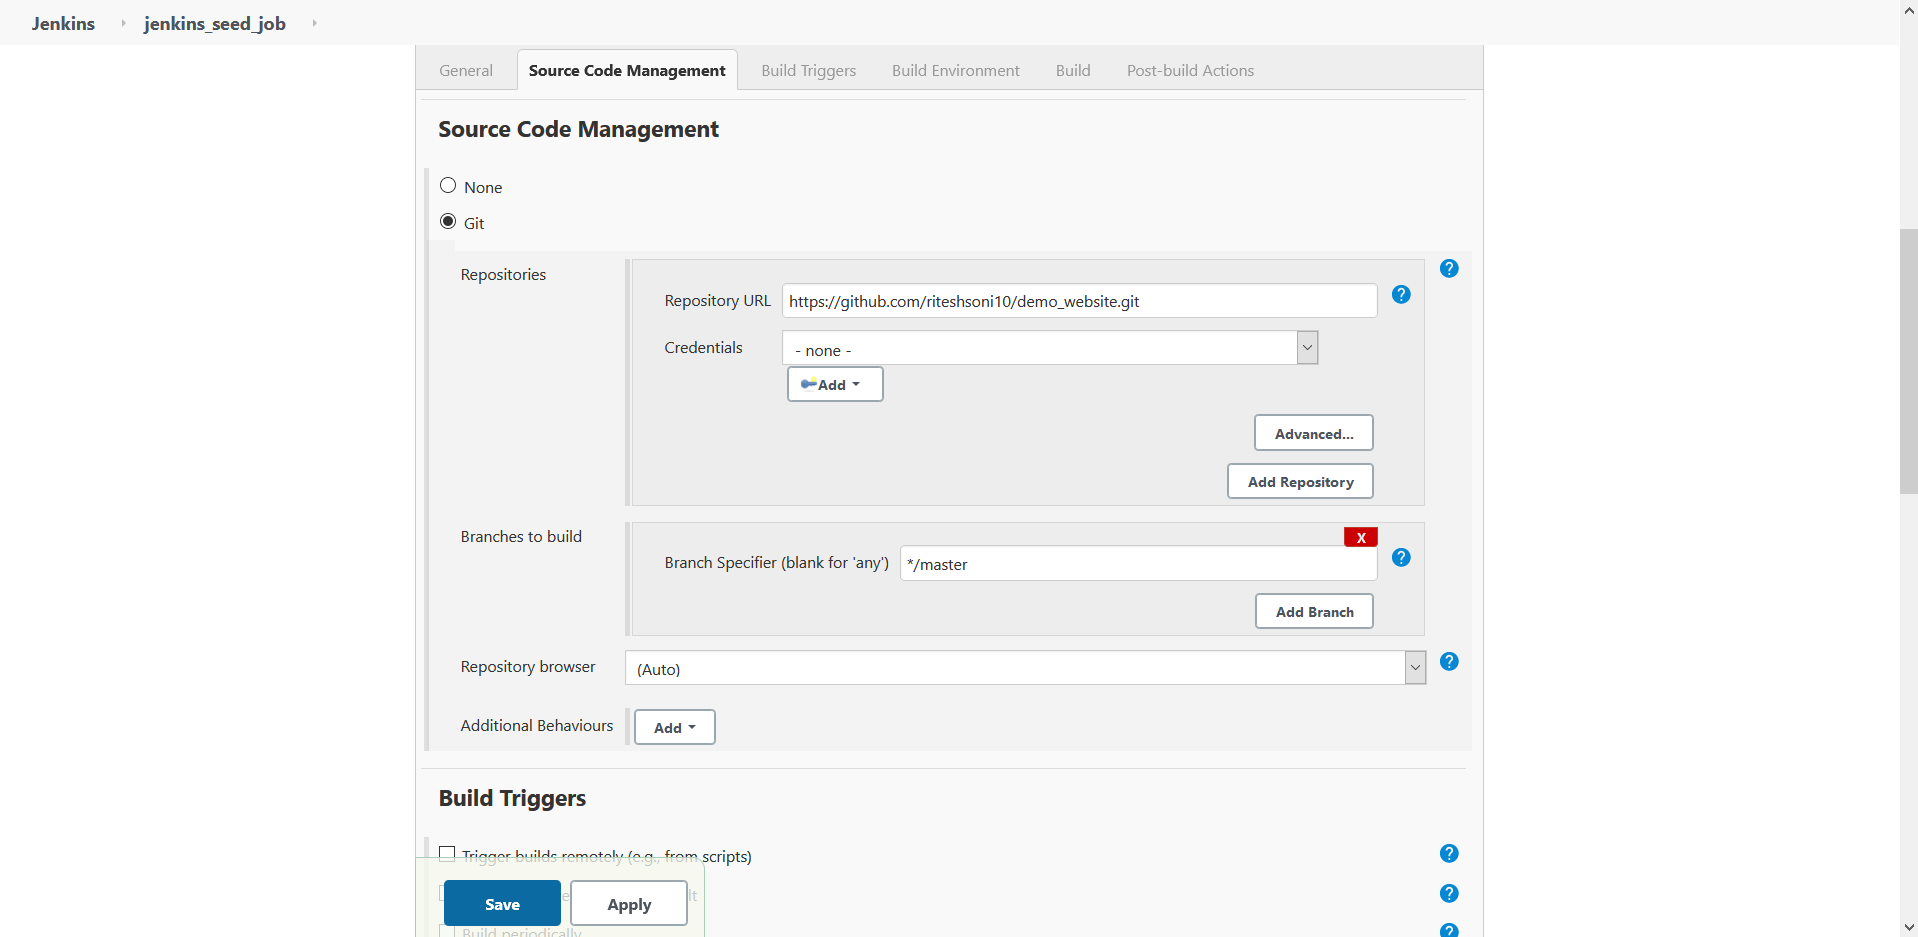 Jenkins jenkins_seed_job
General Source Code Management Build Triggers Build Environment Build Post-build Actions
Source Code Management
None
Git
Repositories
?
Repository URL https://github.com/riteshsoni10/demo_website.git ?
Credentials - none -
Add
Advanced...
Add Repository
Branches to build
X
Branch Specifier (blank for 'any') */master ?
Add Branch
Repository browser (Auto) ?
Additional Behaviours Add
Build Triggers
Trigger builds remotely (e.g., from scripts) ?
?
Save Apply
Build periodically ?